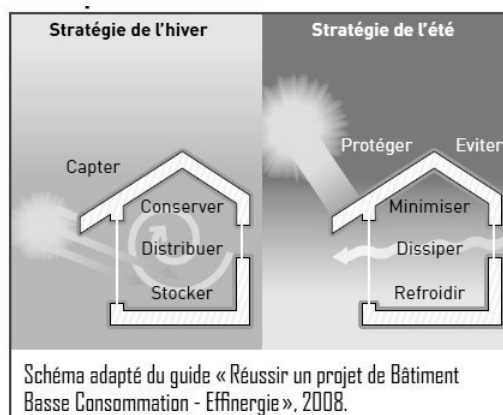 Stratégie de l'hiver
Capter
Conserver
Distribuer
Stocker
Stratégie de l'été
Protéger Eviter
Minimiser
Dissiper
Refroidir
Schéma adapté du guide « Réussir un projet de Bâtiment
Basse Consommation - Effinergie », 2008.